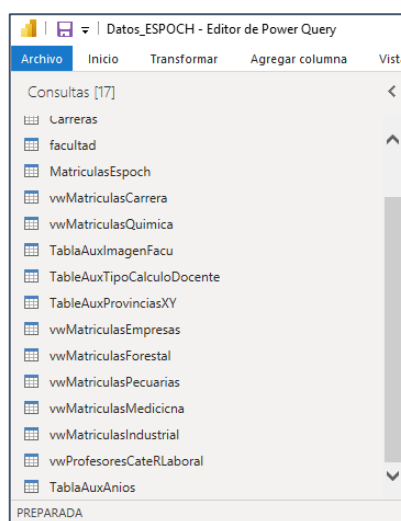 Datos_ESPOCH - Editor de Power Query
Archivo Inicio Transformar Agregar columna Vist
Consultas [17]
Carreras
facultad
MatriculasEspoch
vwMatriculasCarrera
vwMatriculasQuimica
TablaAuxImagenFacu
TableAuxTipoCalculoDocente
TableAuxProvinciasXY
vwMatriculasEmpresas
vwMatriculasForestal
vwMatriculasPecuarias
vwMatriculasMedicicna
vwMatriculasIndustrial
vwProfesoresCateRLaboral
TablaAuxAnios
PREPARADA